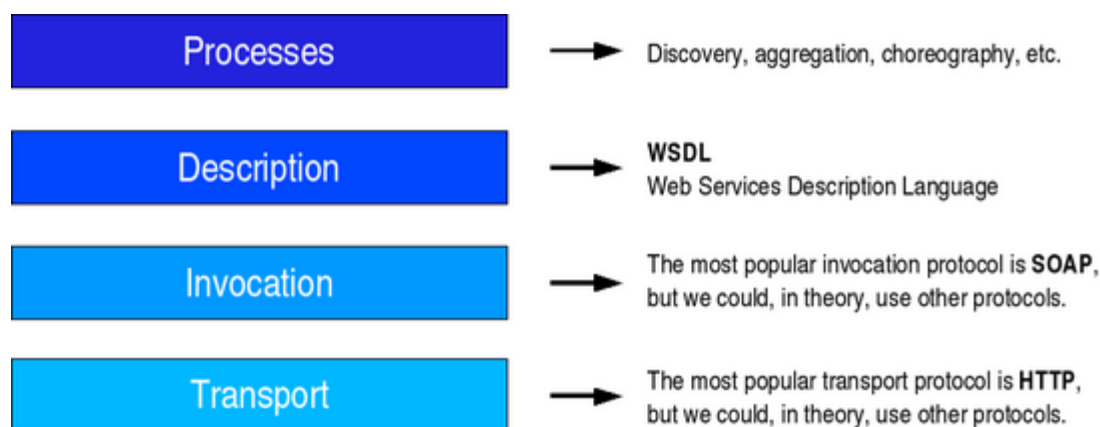 Processes
Discovery, aggregation, choreography, etc.
Description
WSDL
Web Services Description Language
Invocation
The most popular invocation protocol is SOAP,
but we could, in theory, use other protocols.
Transport
The most popular transport protocol is HTTP,
but we could, in theory, use other protocols.